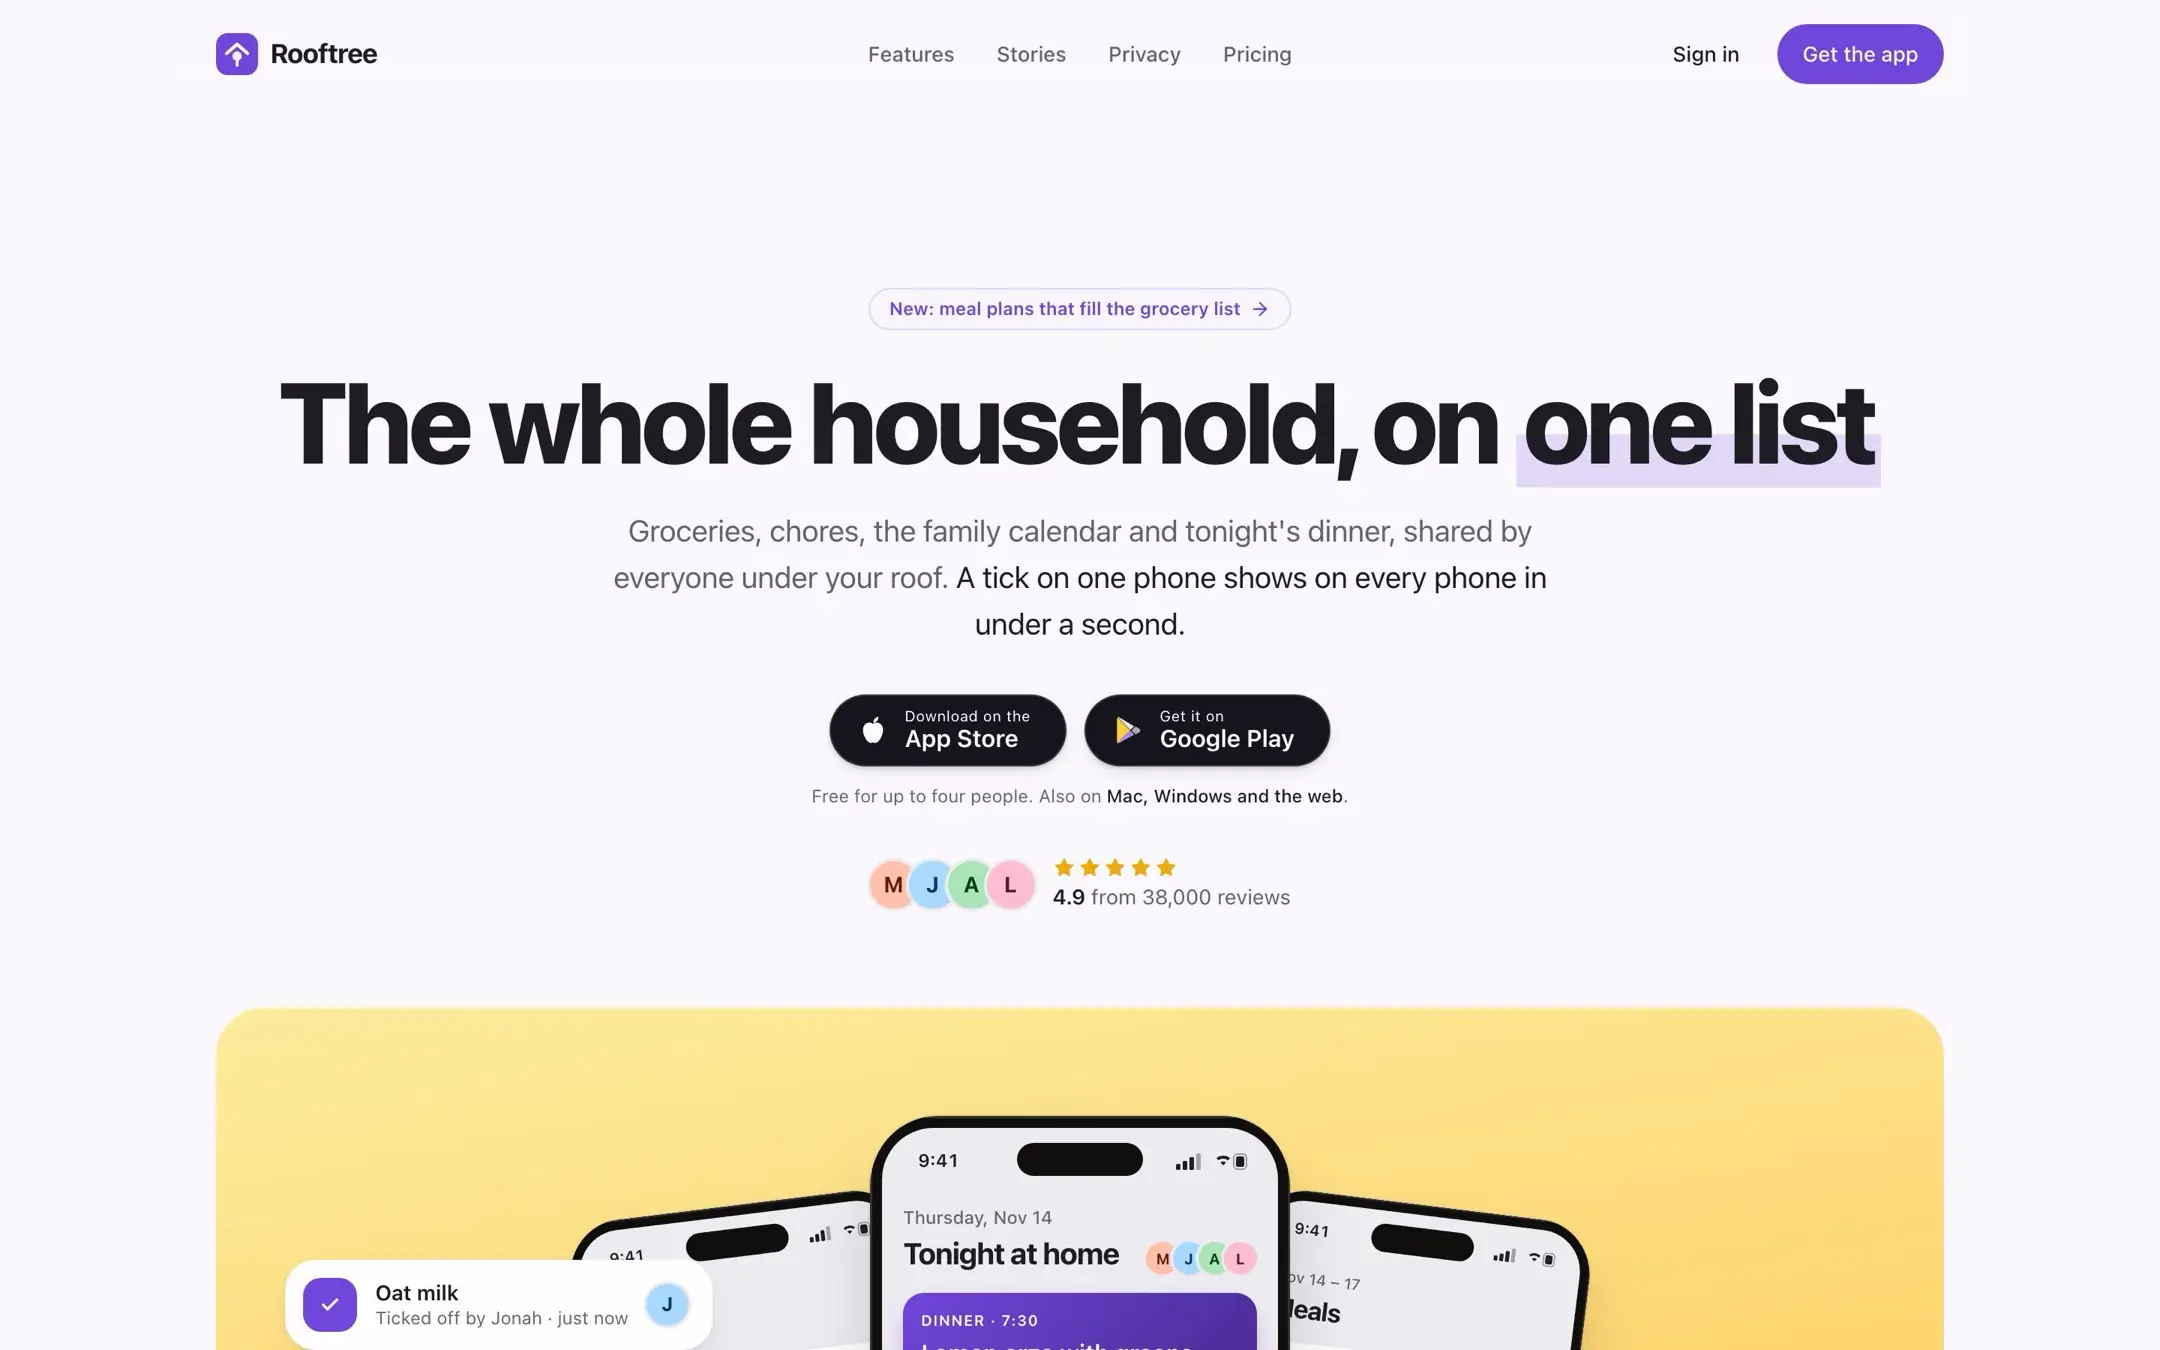 Rooftree
Features
Stories
Privacy
Pricing
Sign in
Get the app
New: meal plans that fill the grocery list →
The whole household, on one list
Groceries, chores, the family calendar and tonight's dinner, shared by
everyone under your roof. A tick on one phone shows on every phone in
under a second.
Download on the
App Store
Get it on
Google Play
Free for up to four people. Also on Mac, Windows and the web.
M J A L
4.9 from 38,000 reviews
9:41
Thursday, Nov 14
Tonight at home
M J A L
DINNER · 7:30
9:41
Oat milk
Ticked off by Jonah · just now
J
9:41
14 – 17